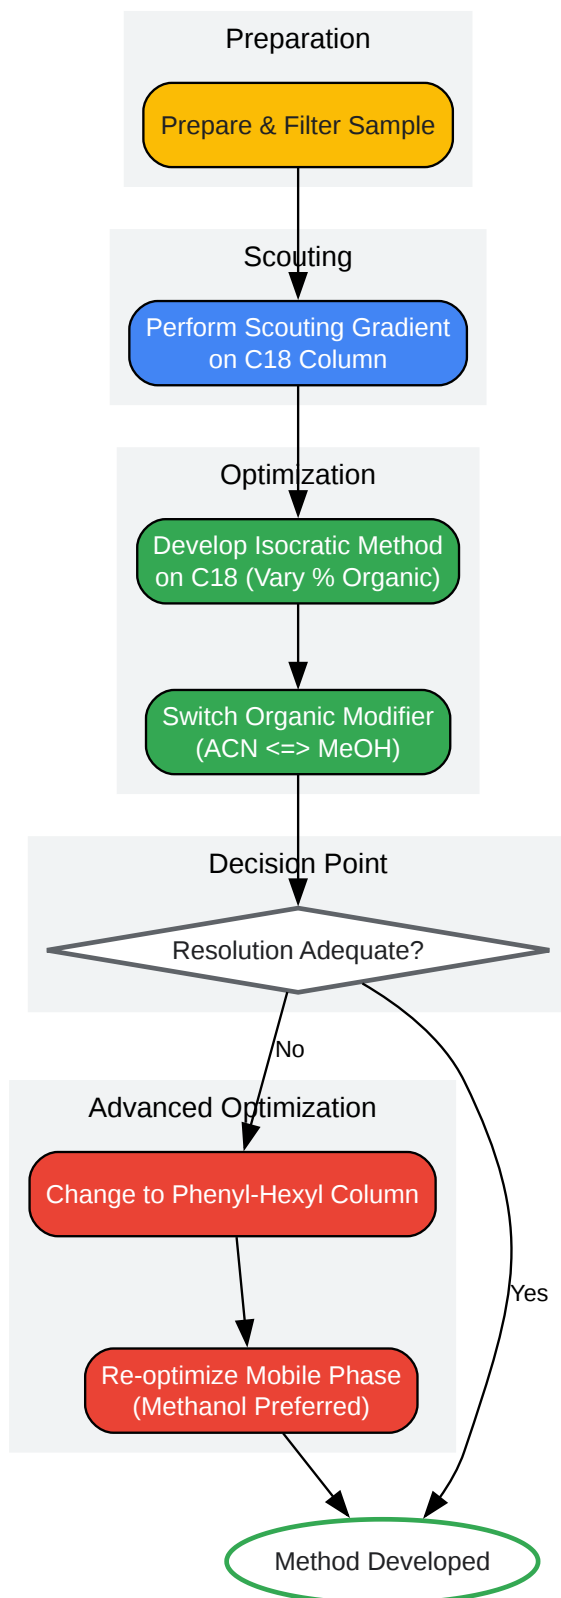 Preparation
Prepare & Filter Sample
Scouting
Perform Scouting Gradient
on C18 Column
Optimization
Develop Isocratic Method
on C18 (Vary % Organic)
Switch Organic Modifier
(ACN <=> MeOH)
Decision Point
Resolution Adequate?
No
Advanced Optimization
Change to Phenyl-Hexyl Column
Yes
Re-optimize Mobile Phase
(Methanol Preferred)
Method Developed